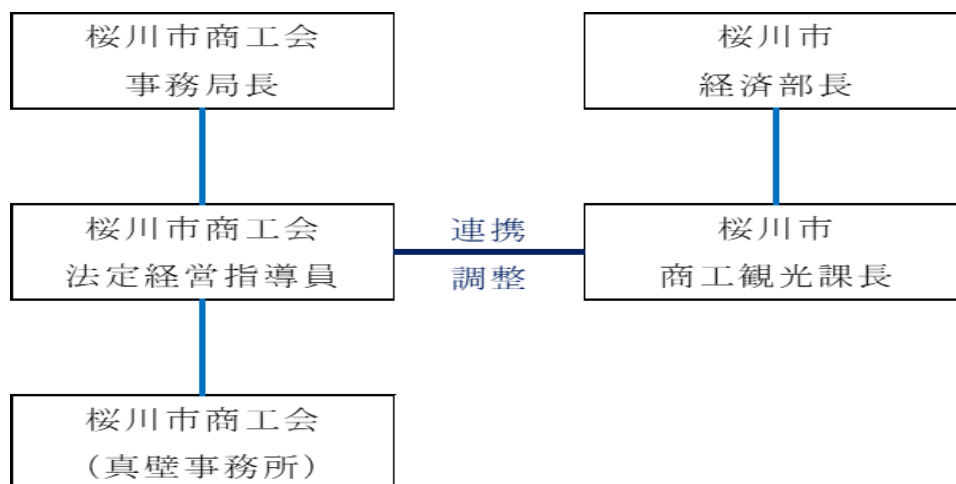 桜川市商工会
事務局長
桜川市
経済部長
桜川市商工会
法定経営指導員
連携
調整
桜川市
商工観光課長
桜川市商工会
（真壁事務所）